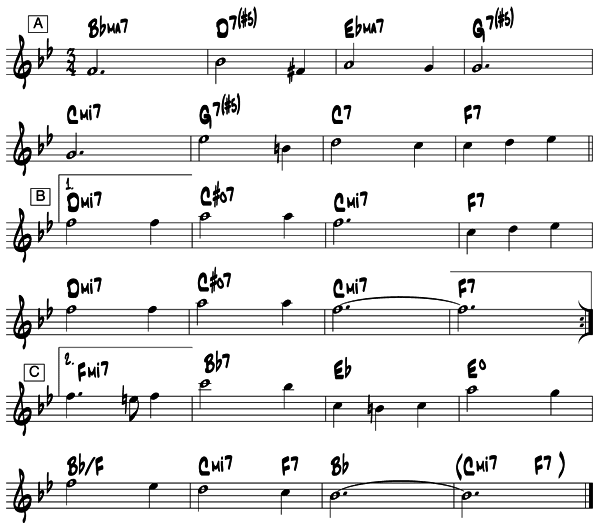 A Bbma7 D7(#5) Ebma7 G7(#5)
3 4
Cmi7 G7(#5) C7 F7
B 1. Dmi7 C#o7 Cmi7 F7
Dmi7 C#o7 Cmi7 F7
C 2. Fmi7 Bb7 Eb Eo
Bb/F Cmi7 F7 Bb (Cmi7 F7)